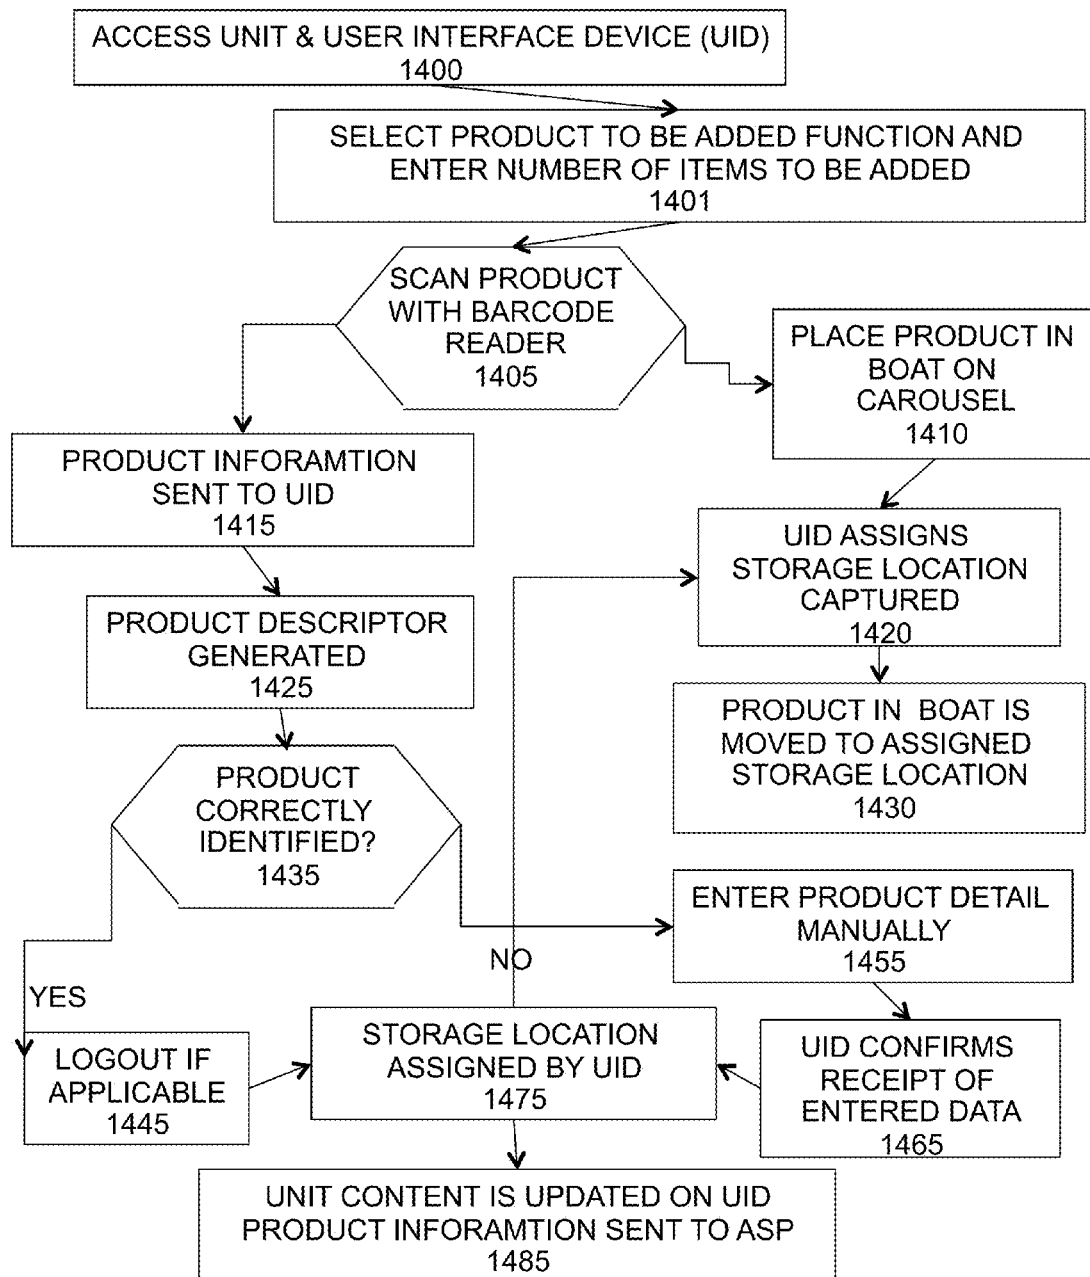 ACCESS UNIT & USER INTERFACE DEVICE (UID)
1400
SELECT PRODUCT TO BE ADDED FUNCTION AND
ENTER NUMBER OF ITEMS TO BE ADDED
1401
SCAN PRODUCT
WITH BARCODE
READER
1405
PLACE PRODUCT IN
BOAT ON
CAROUSEL
1410
PRODUCT INFORAMTION
SENT TO UID
1415
UID ASSIGNS
STORAGE LOCATION
CAPTURED
1420
PRODUCT DESCRIPTOR
GENERATED
1425
PRODUCT IN BOAT IS
MOVED TO ASSIGNED
STORAGE LOCATION
1430
PRODUCT
CORRECTLY
IDENTIFIED?
1435
ENTER PRODUCT DETAIL
MANUALLY
1455
NO
YES
LOGOUT IF
APPLICABLE
1445
STORAGE LOCATION
ASSIGNED BY UID
1475
UID CONFIRMS
RECEIPT OF
ENTERED DATA
1465
UNIT CONTENT IS UPDATED ON UID
PRODUCT INFORAMTION SENT TO ASP
1485